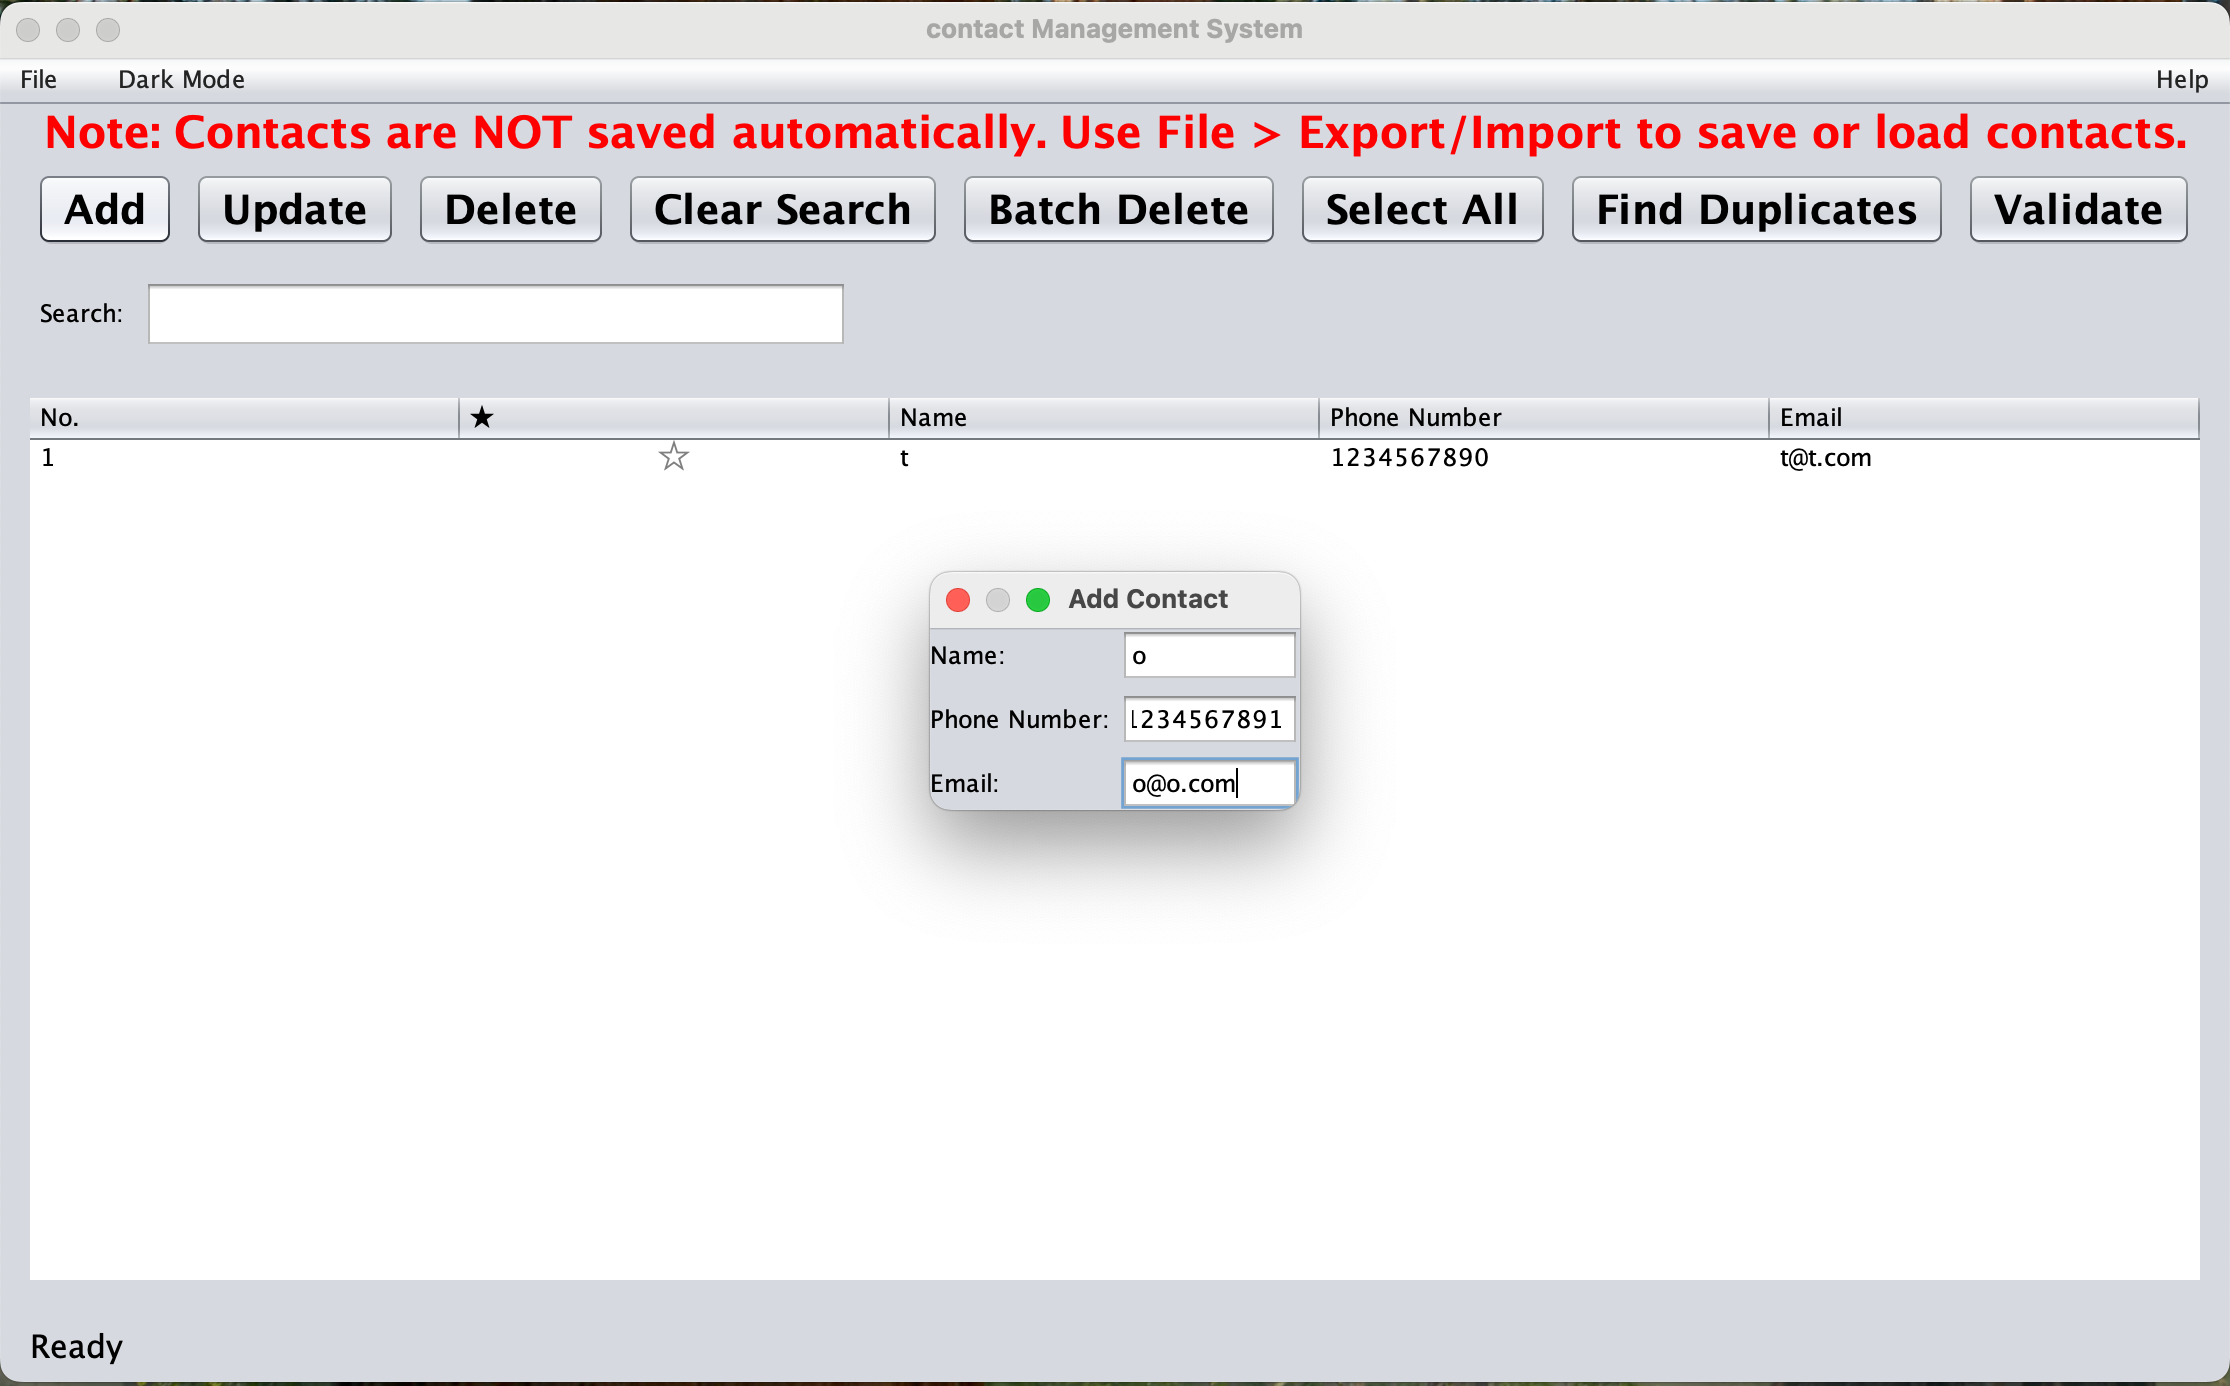 contact Management System
File Dark Mode Help
Note: Contacts are NOT saved automatically. Use File > Export/Import to save or load contacts.
Add Update Delete Clear Search Batch Delete Select All Find Duplicates Validate
Search:
No. ★ Name Phone Number Email
1 ☆ t 1234567890 t@t.com
Add Contact
Name: o
Phone Number: 1234567891
Email: o@o.com
Ready